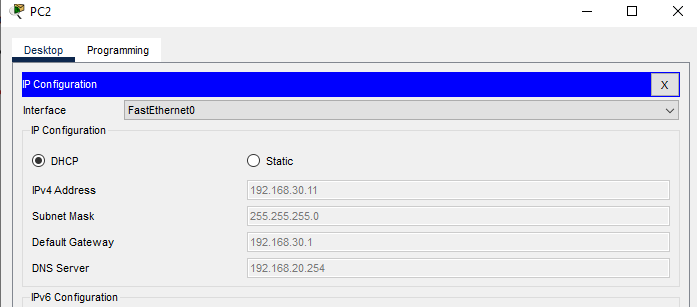 PC2
Desktop Programming
IP Configuration X
Interface FastEthernet0
IP Configuration
DHCP Static
IPv4 Address 192.168.30.11
Subnet Mask 255.255.255.0
Default Gateway 192.168.30.1
DNS Server 192.168.20.254
IPv6 Configuration